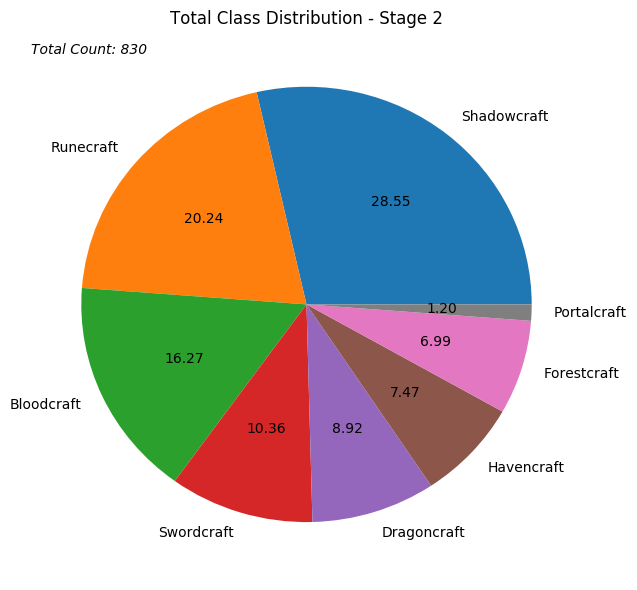 Total Class Distribution - Stage 2
Total Count: 830
Shadowcraft
Runecraft
28.55
20.24
1.20
Portalcraft
6.99
16.27
Forestcraft
7.47
Bloodcraft
10.36
8.92
Havencraft
Swordcraft
Dragoncraft